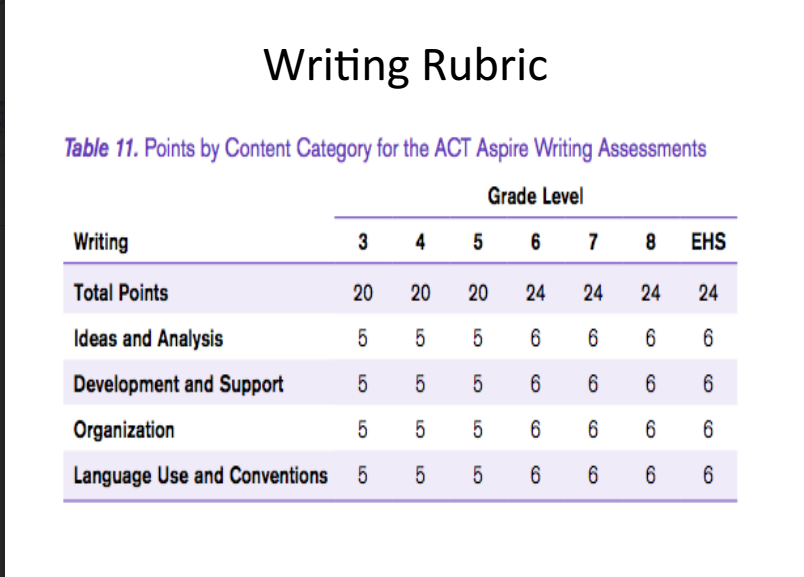 Writing Rubric
Table 11. Points by Content Category for the ACT Aspire Writing Assessments
Grade Level
Writing 3 4 5 6 7 8 EHS
Total Points 20 20 20 24 24 24 24
Ideas and Analysis 5 5 5 6 6 6 6
Development and Support 5 5 5 6 6 6 6
Organization 5 5 5 6 6 6 6
Language Use and Conventions 5 5 5 6 6 6 6